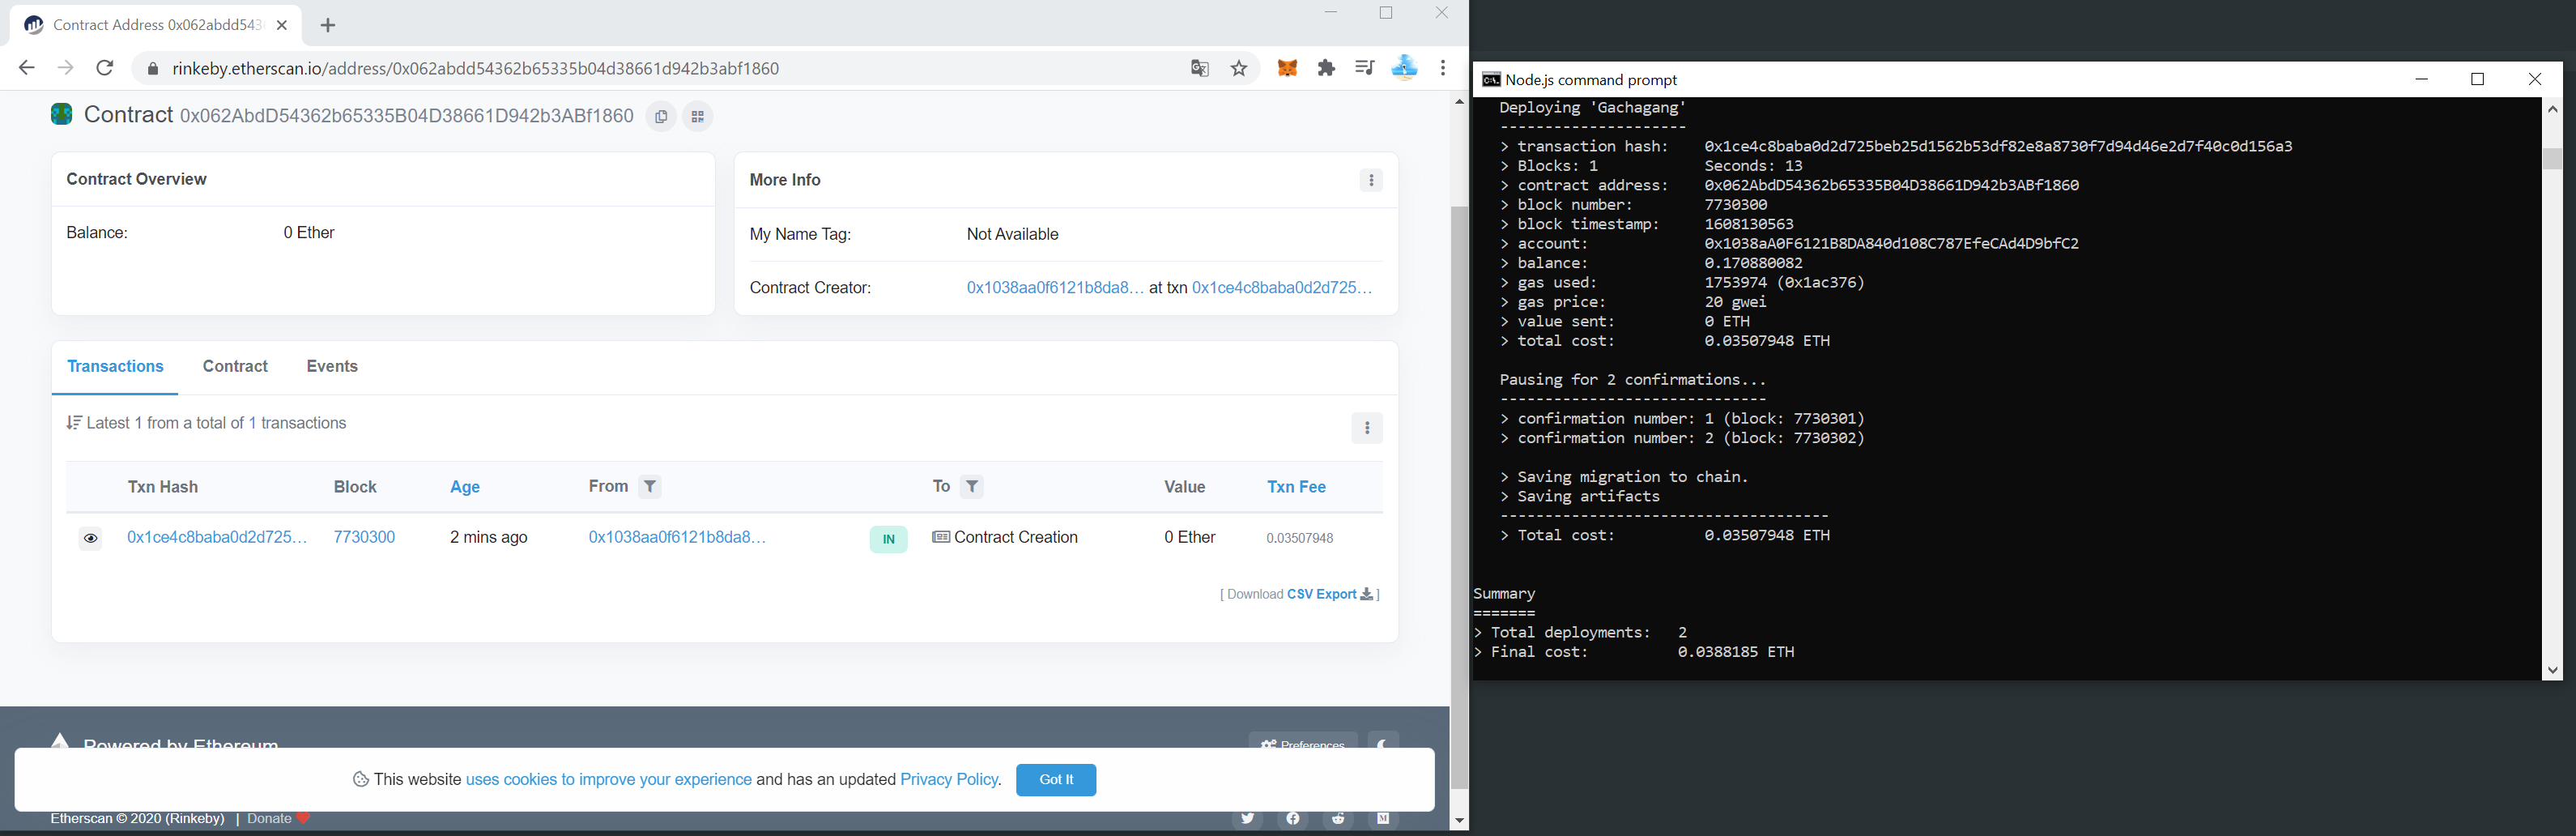 Contract Address 0x062abdd543
rinkeby.etherscan.io/address/0x062abdd54362b65335b04d38661d942b3abf1860
Contract 0x062AbdD54362b65335B04D38661D942b3ABf1860
Contract Overview
Balance: 0 Ether
More Info
My Name Tag: Not Available
Contract Creator: 0x1038aa0f6121b8da8... at txn 0x1ce4c8baba0d2d725...
Transactions Contract Events
Latest 1 from a total of 1 transactions
Txn Hash Block Age From To Value Txn Fee
0x1ce4c8baba0d2d725... 7730300 2 mins ago 0x1038aa0f6121b8da8... IN Contract Creation 0 Ether 0.03507948
[ Download CSV Export ]
Powered by Ethereum
Preferences
This website uses cookies to improve your experience and has an updated Privacy Policy. Got It
Etherscan © 2020 (Rinkeby) | Donate
Node.js command prompt
Deploying 'Gachagang'
---------------------
> transaction hash: 0x1ce4c8baba0d2d725beb25d1562b53df82e8a8730f7d94d46e2d7f40c0d156a3
> Blocks: 1 Seconds: 13
> contract address: 0x062AbdD54362b65335B04D38661D942b3ABf1860
> block number: 7730300
> block timestamp: 1608130563
> account: 0x1038aA0F6121B8DA840d108C787EfeCAd4D9bfC2
> balance: 0.170880082
> gas used: 1753974 (0x1ac376)
> gas price: 20 gwei
> value sent: 0 ETH
> total cost: 0.03507948 ETH
Pausing for 2 confirmations...
------------------------------
> confirmation number: 1 (block: 7730301)
> confirmation number: 2 (block: 7730302)
> Saving migration to chain.
> Saving artifacts
-------------------------------------
> Total cost: 0.03507948 ETH
Summary
=======
> Total deployments: 2
> Final cost: 0.0388185 ETH